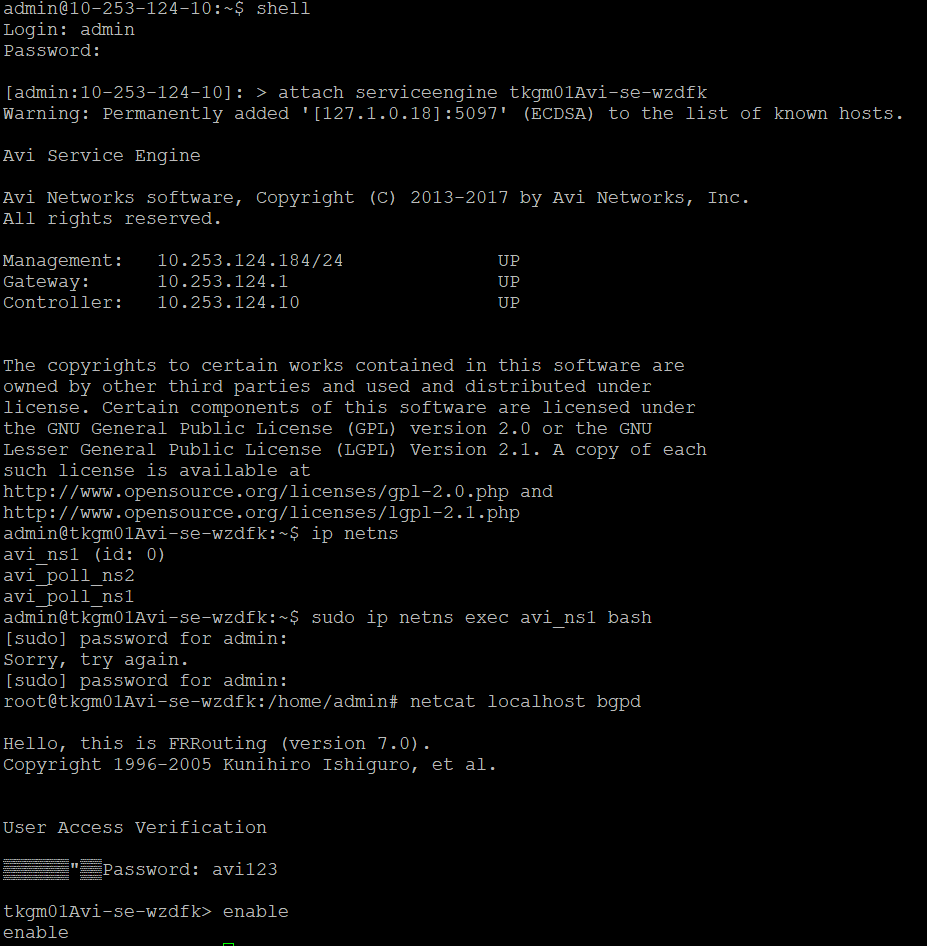 admin@10-253-124-10:~$ shell
Login: admin
Password:
[admin:10-253-124-10]: > attach serviceengine tkgm01Avi-se-wzdfk
Warning: Permanently added '[127.1.0.18]:5097' (ECDSA) to the list of known hosts.
Avi Service Engine
Avi Networks software, Copyright (C) 2013-2017 by Avi Networks, Inc.
All rights reserved.
Management:   10.253.124.184/24              UP
Gateway:      10.253.124.1                   UP
Controller:   10.253.124.10                  UP
The copyrights to certain works contained in this software are
owned by other third parties and used and distributed under
license. Certain components of this software are licensed under
the GNU General Public License (GPL) version 2.0 or the GNU
Lesser General Public License (LGPL) Version 2.1. A copy of each
such license is available at
http://www.opensource.org/licenses/gpl-2.0.php and
http://www.opensource.org/licenses/lgpl-2.1.php
admin@tkgm01Avi-se-wzdfk:~$ ip netns
avi_ns1 (id: 0)
avi_poll_ns2
avi_poll_ns1
admin@tkgm01Avi-se-wzdfk:~$ sudo ip netns exec avi_ns1 bash
[sudo] password for admin:
Sorry, try again.
[sudo] password for admin:
root@tkgm01Avi-se-wzdfk:/home/admin# netcat localhost bgpd
Hello, this is FRRouting (version 7.0).
Copyright 1996-2005 Kunihiro Ishiguro, et al.
User Access Verification
▒▒▒▒▒▒"▒▒Password: avi123
tkgm01Avi-se-wzdfk> enable
enable